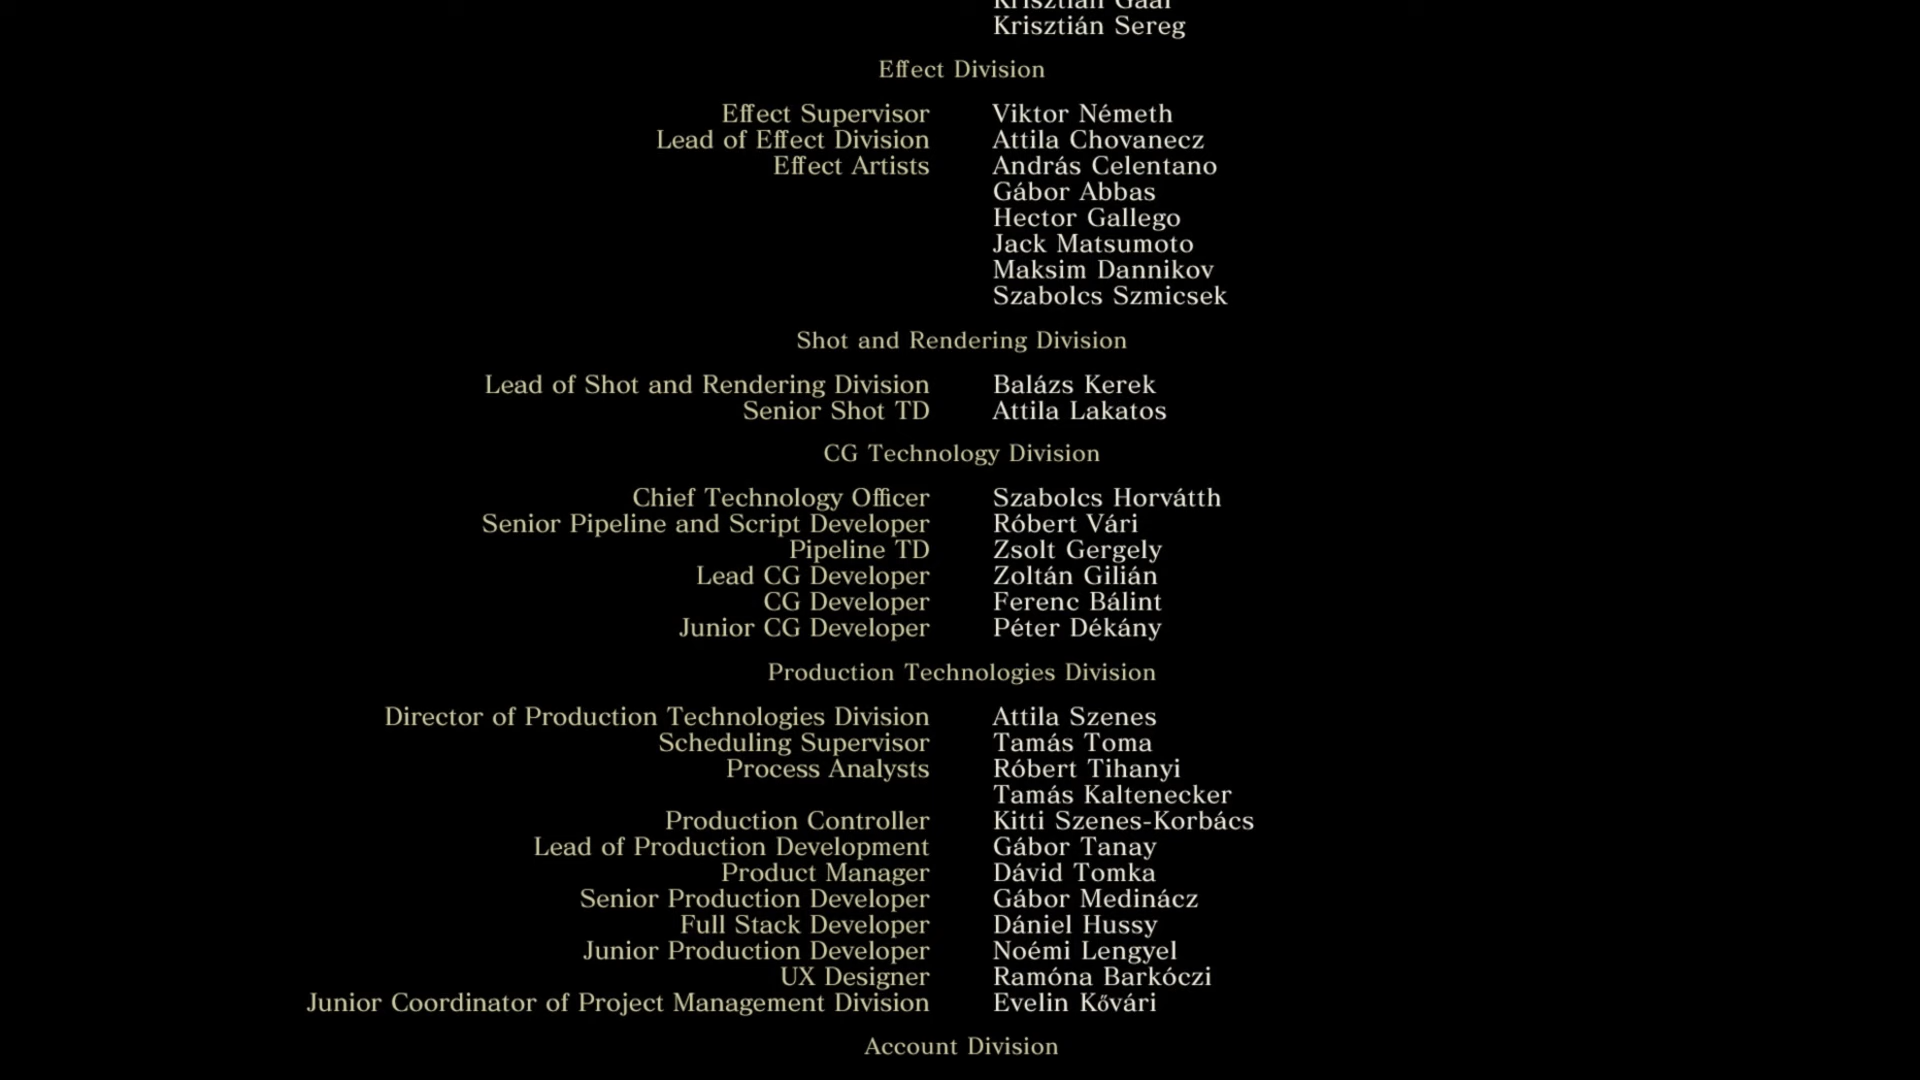 Krisztián Gaál
Krisztián Sereg
Effect Division
Effect Supervisor Viktor Németh
Lead of Effect Division Attila Chovanecz
Effect Artists András Celentano
Gábor Abbas
Hector Gallego
Jack Matsumoto
Maksim Dannikov
Szabolcs Szmicsek
Shot and Rendering Division
Lead of Shot and Rendering Division Balázs Kerek
Senior Shot TD Attila Lakatos
CG Technology Division
Chief Technology Officer Szabolcs Horvátth
Senior Pipeline and Script Developer Róbert Vári
Pipeline TD Zsolt Gergely
Lead CG Developer Zoltán Gilián
CG Developer Ferenc Bálint
Junior CG Developer Péter Dékány
Production Technologies Division
Director of Production Technologies Division Attila Szenes
Scheduling Supervisor Tamás Toma
Process Analysts Róbert Tihanyi
Tamás Kaltenecker
Production Controller Kitti Szenes-Korbács
Lead of Production Development Gábor Tanay
Product Manager Dávid Tomka
Senior Production Developer Gábor Medinácz
Full Stack Developer Dániel Hussy
Junior Production Developer Noémi Lengyel
UX Designer Ramóna Barkóczi
Junior Coordinator of Project Management Division Evelin Kővári
Account Division